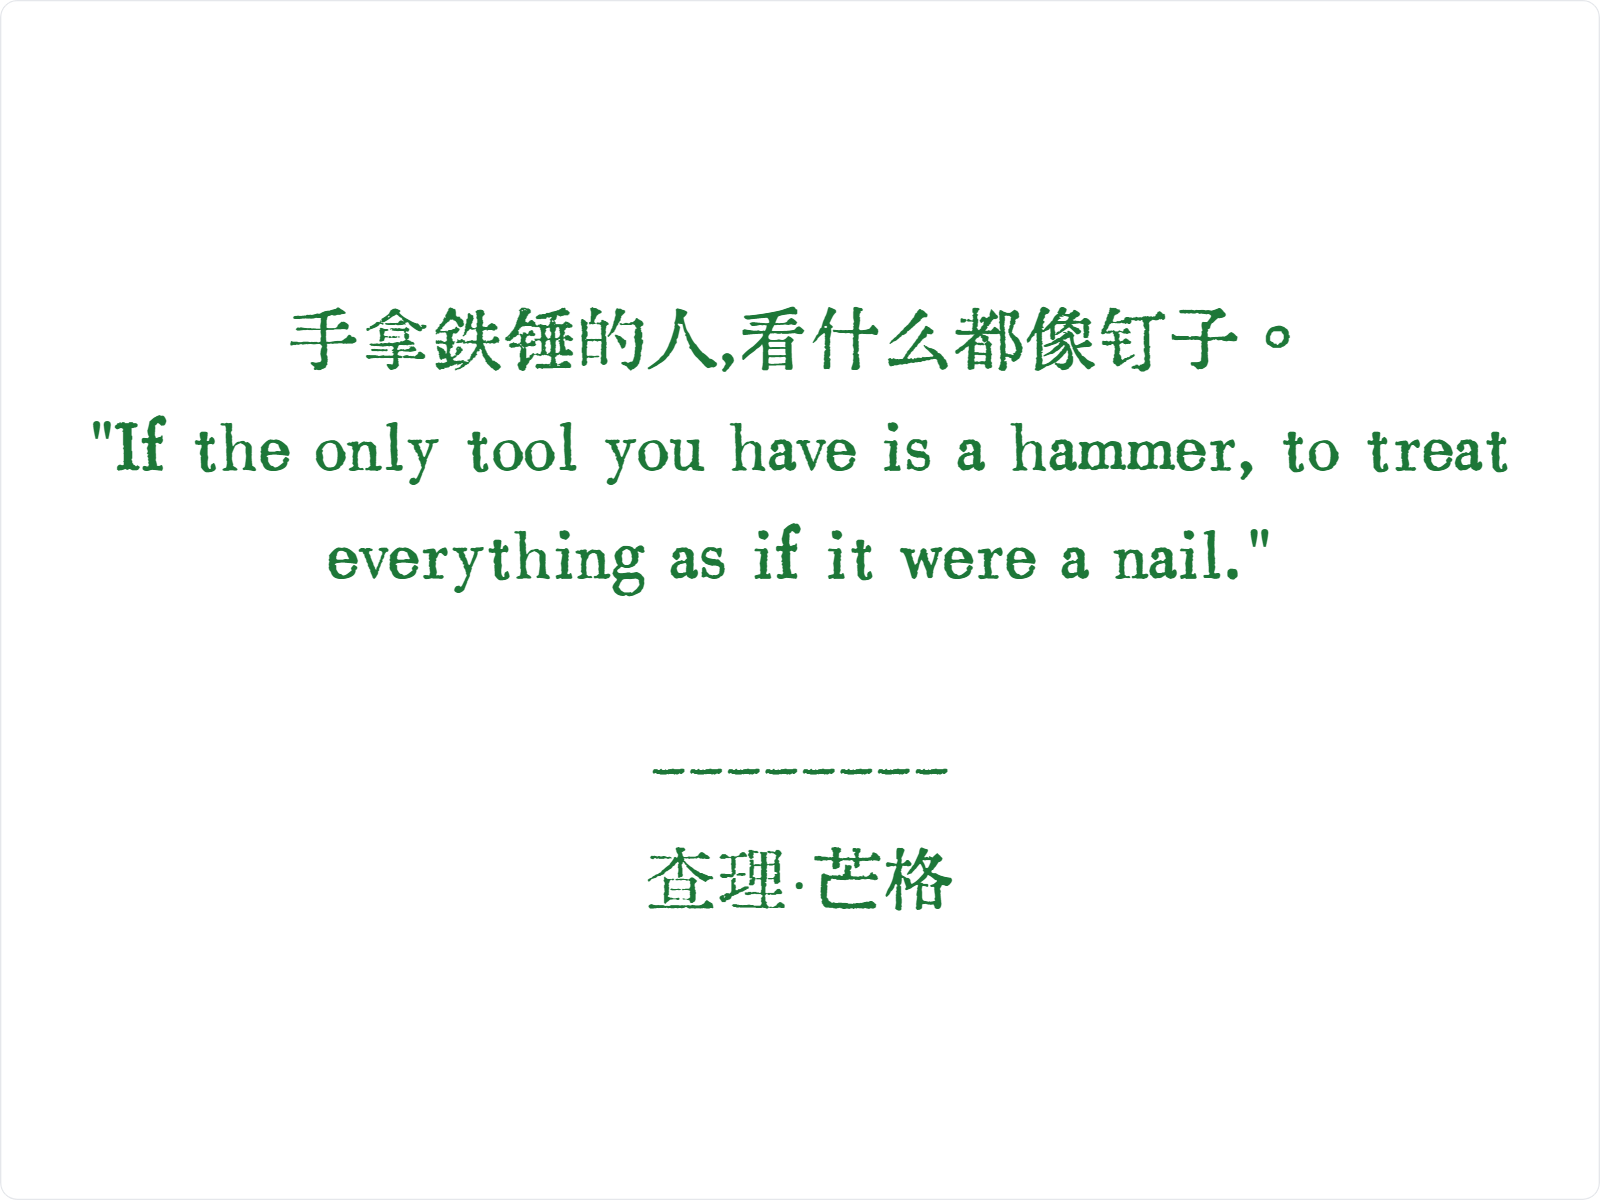 手拿鉄锤的人,看什么都像钉子。
"If the only tool you have is a hammer, to treat
everything as if it were a nail."
--------
查理·芒格